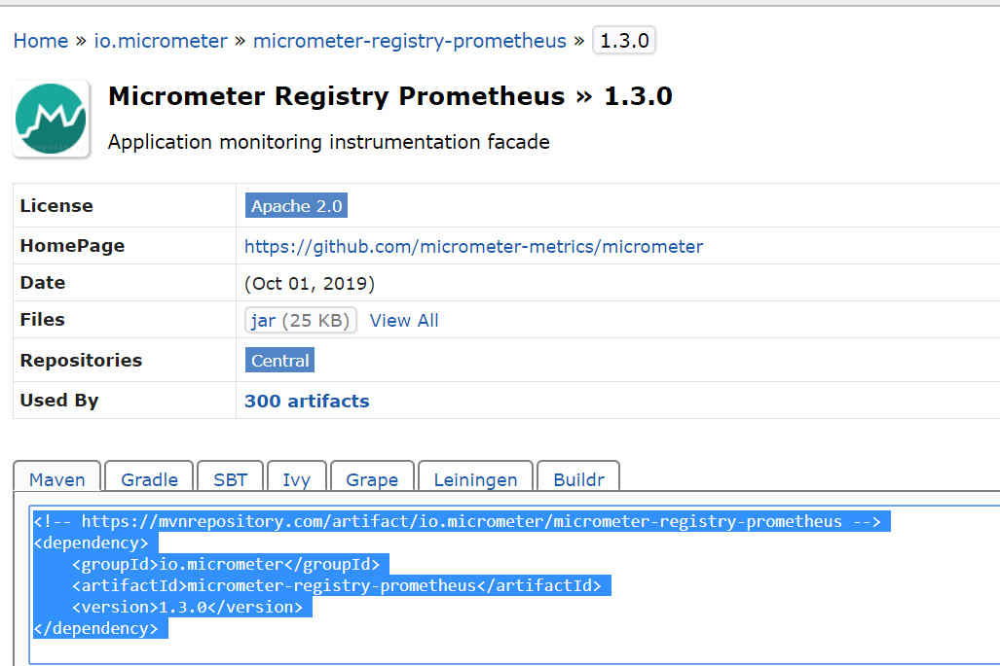 Home » io.micrometer » micrometer-registry-prometheus » 1.3.0
Micrometer Registry Prometheus » 1.3.0
Application monitoring instrumentation facade
License Apache 2.0
HomePage https://github.com/micrometer-metrics/micrometer
Date (Oct 01, 2019)
Files jar (25 KB) View All
Repositories Central
Used By 300 artifacts
Maven Gradle SBT Ivy Grape Leiningen Buildr
<!-- https://mvnrepository.com/artifact/io.micrometer/micrometer-registry-prometheus -->
<dependency>
    <groupId>io.micrometer</groupId>
    <artifactId>micrometer-registry-prometheus</artifactId>
    <version>1.3.0</version>
</dependency>